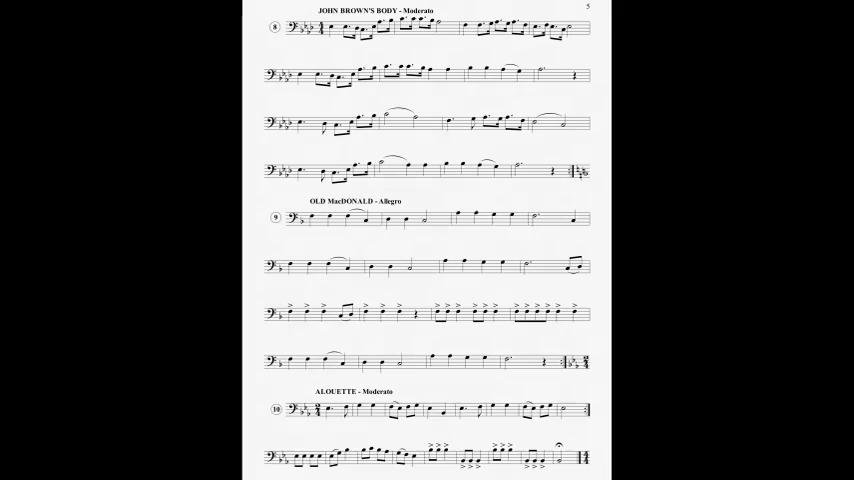 JOHN BROWN'S BODY - Moderato
5
8
OLD MacDONALD - Allegro
9
ALOUETTE - Moderato
10